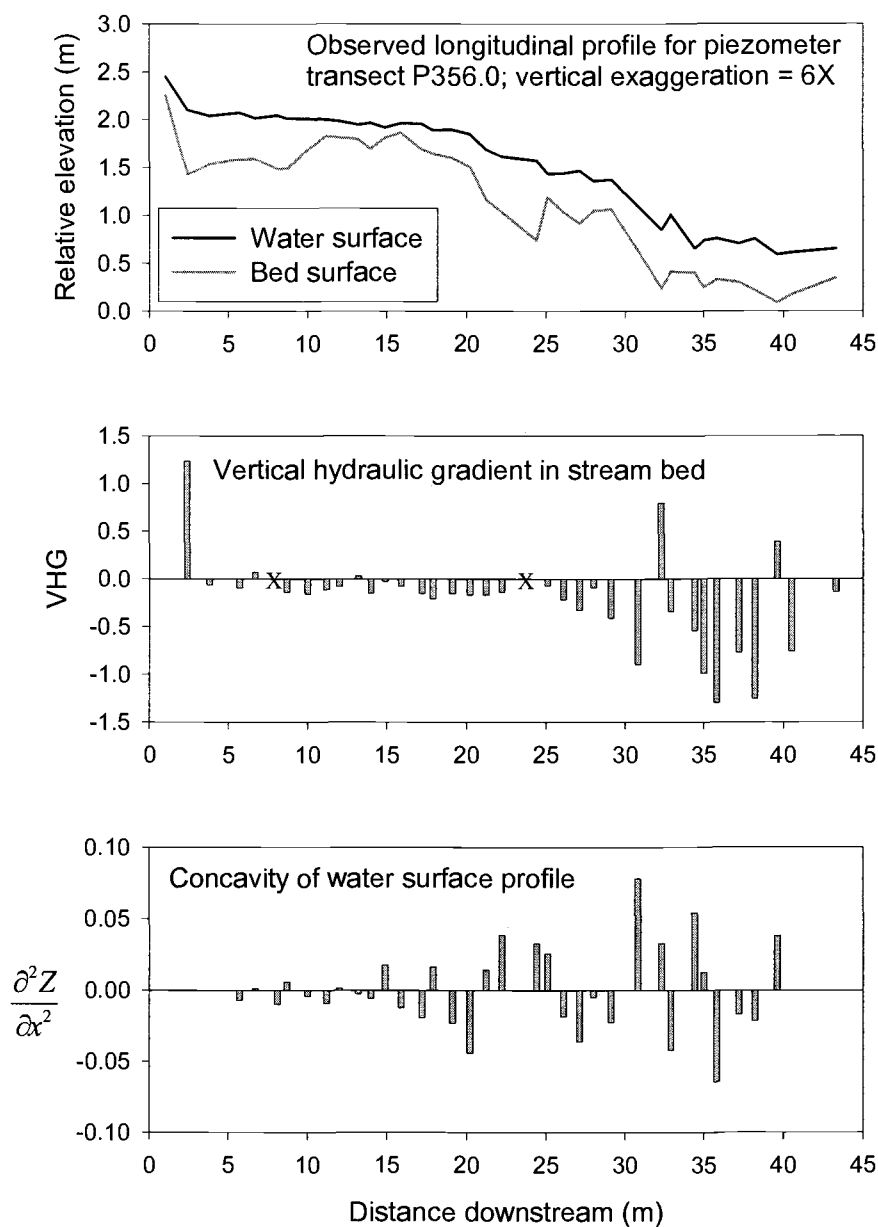 Observed longitudinal profile for piezometer
transect P356.0; vertical exaggeration = 6X
Relative elevation (m)
3.0
2.5
2.0
1.5
1.0
0.5
0.0
Water surface
Bed surface
0 5 10 15 20 25 30 35 40 45
Vertical hydraulic gradient in stream bed
VHG
1.5
1.0
0.5
0.0
-0.5
-1.0
-1.5
X X
0 5 10 15 20 25 30 35 40 45
Concavity of water surface profile
∂²Z
∂x²
0.10
0.05
0.00
-0.05
-0.10
0 5 10 15 20 25 30 35 40 45
Distance downstream (m)